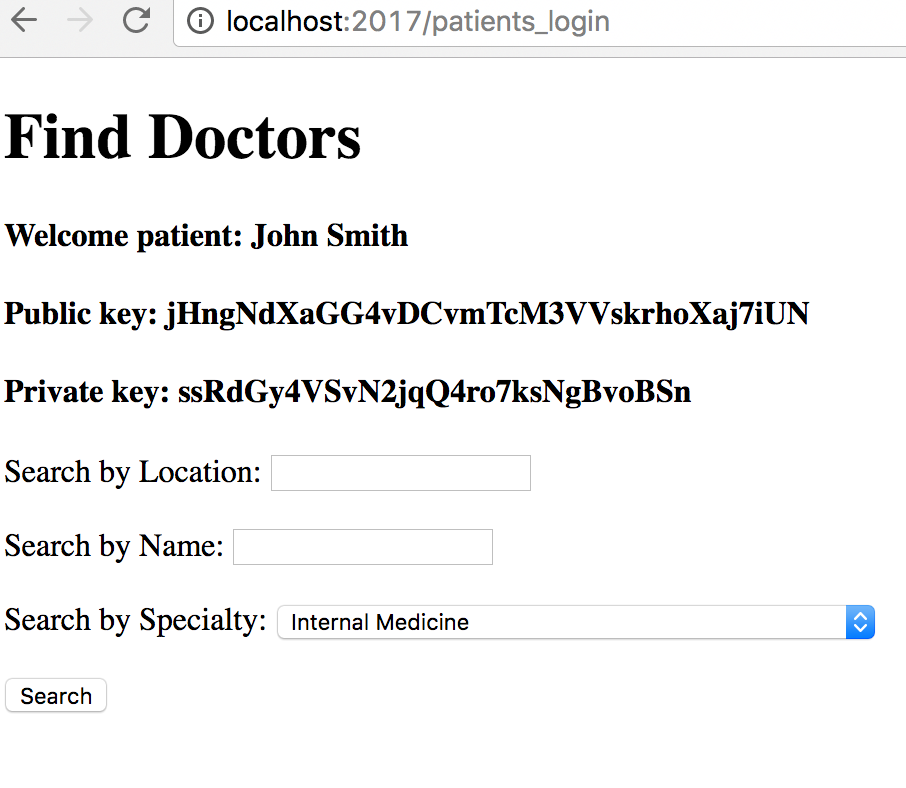 localhost:2017/patients_login
Find Doctors
Welcome patient: John Smith
Public key: jHngNdXaGG4vDCvmTcM3VVskrhoXaj7iUN
Private key: ssRdGy4VSvN2jqQ4ro7ksNgBvoBSn
Search by Location:
Search by Name:
Search by Specialty: Internal Medicine
Search